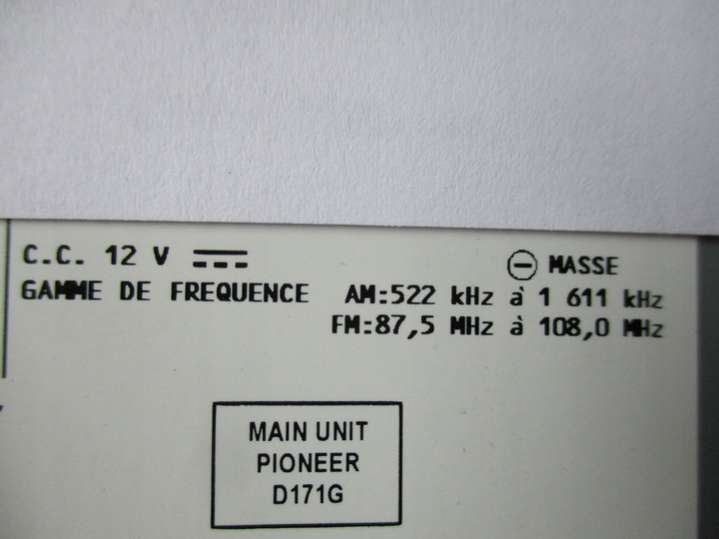 C.C. 12 V ⎓ ⊖ MASSE
GAMME DE FREQUENCE AM:522 kHz à 1 611 kHz
FM:87,5 MHz à 108,0 MHz
MAIN UNIT
PIONEER
D171G